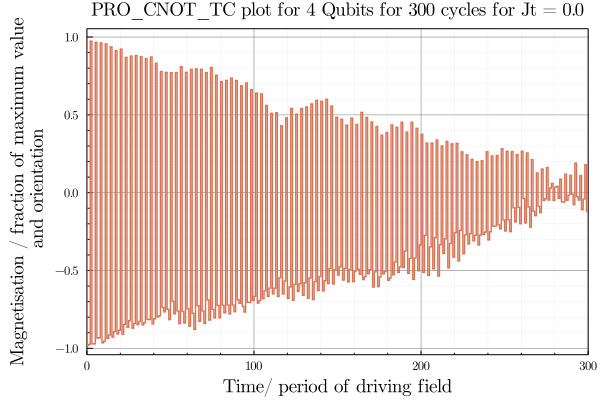 PRO_CNOT_TC plot for 4 Qubits for 300 cycles for Jt = 0.0
Magnetisation / fraction of maximum value
and orientation
1.0
0.5
0.0
−0.5
−1.0
0
100
200
300
Time/ period of driving field